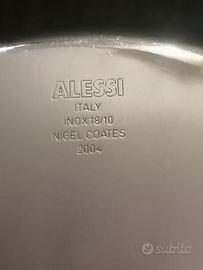 ALESSI
ITALY
INOX 18/10
NIGEL COATES
2004
subito